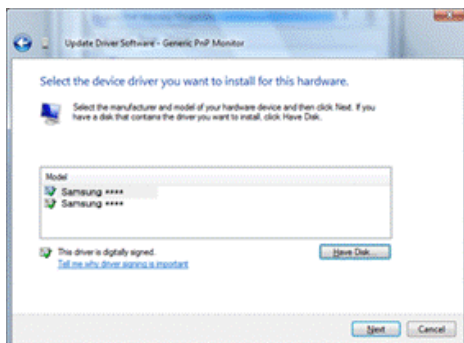 Update Driver Software - Generic PnP Monitor
Select the device driver you want to install for this hardware.
Select the manufacturer and model of your hardware device and then click Next. If you
have a disk that contains the driver you want to install, click Have Disk.
Model
Samsung ****
Samsung ****
This driver is digitally signed.
Have Disk...
Tell me why driver signing is important
Next
Cancel